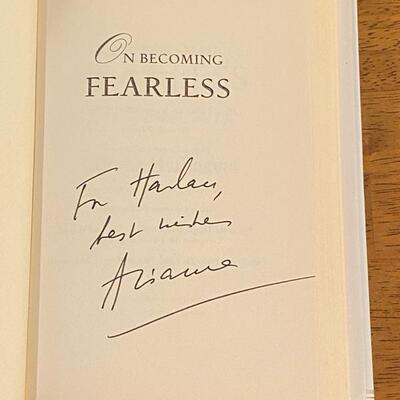 ON BECOMING
FEARLESS
For Harlan,
best wishes
Arianna